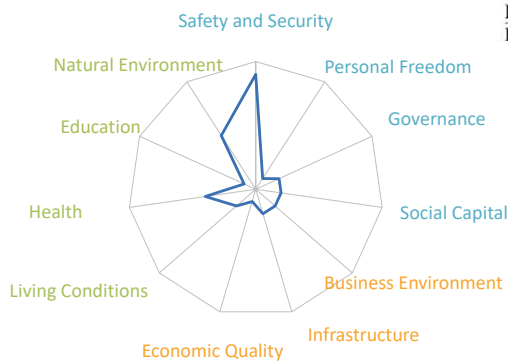 Safety and Security
Natural Environment
Personal Freedom
Education
Governance
Health
Social Capital
Business Environment
Living Conditions
Infrastructure
Economic Quality